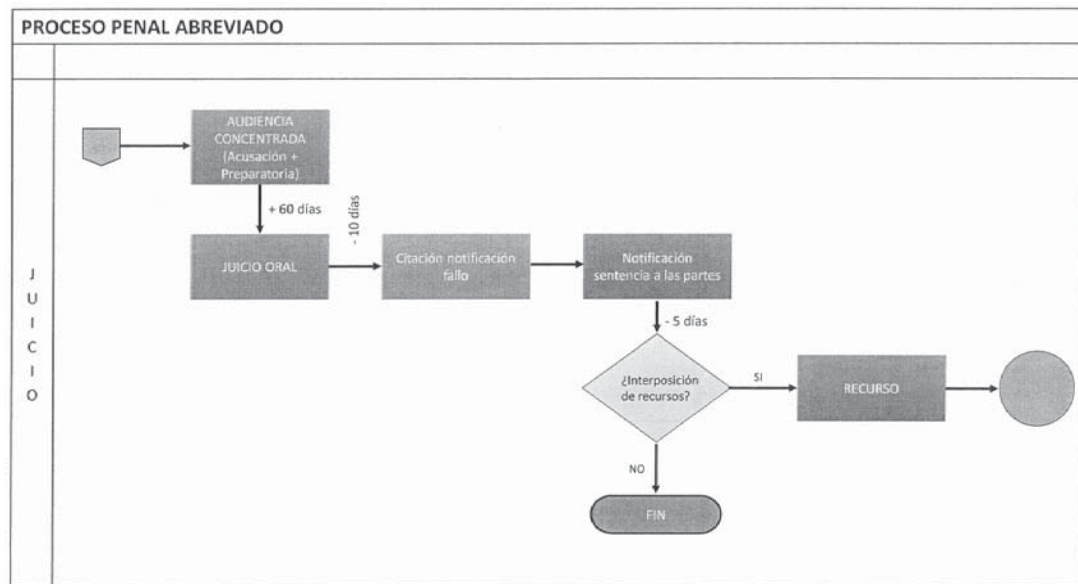 PROCESO PENAL ABREVIADO
J
U
I
C
I
O
AUDIENCIA
CONCENTRADA
(Acusación +
Preparatoria)
+ 60 días
JUICIO ORAL
- 10 días
Citación notificación
fallo
Notificación
sentencia a las partes
- 5 días
¿Interposición
de recursos?
SI
RECURSO
NO
FIN